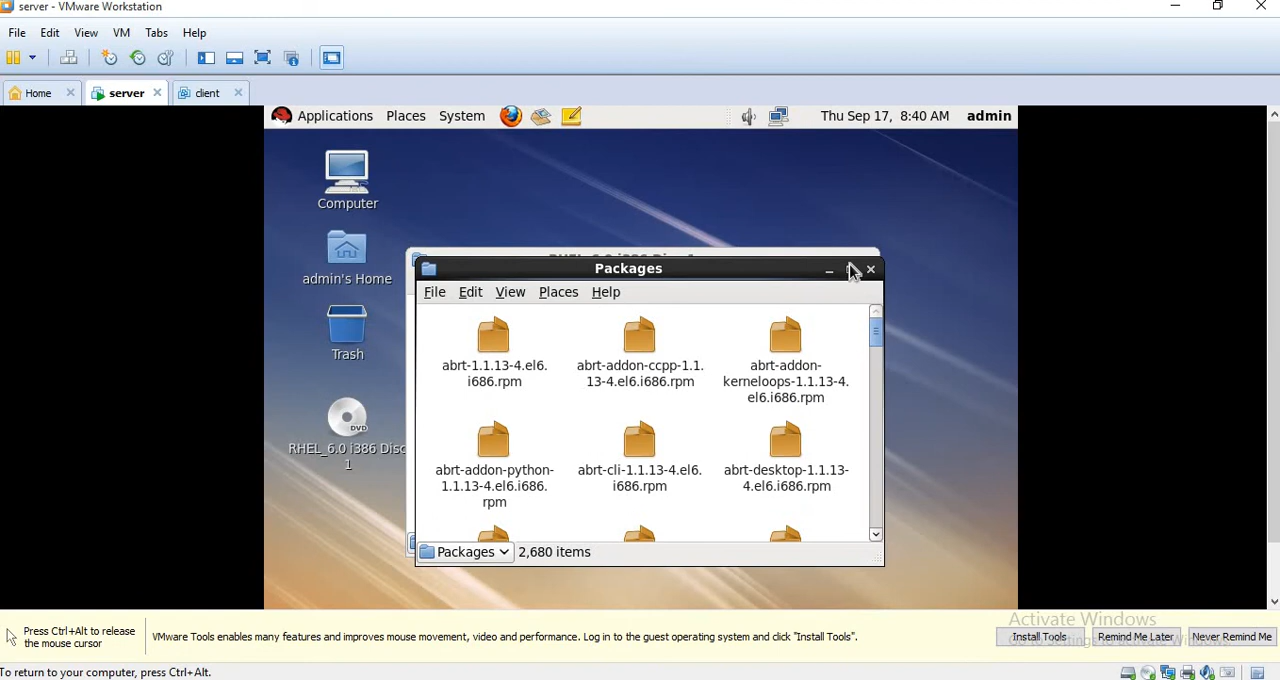 server - VMware Workstation
File Edit View VM Tabs Help
Home server client
Applications Places System Thu Sep 17, 8:40 AM admin
Computer
admin's Home
Trash
DVD
RHEL_6.0 i386 Disc
1
Packages
File Edit View Places Help
abrt-1.1.13-4.el6.
i686.rpm
abrt-addon-ccpp-1.1.
13-4.el6.i686.rpm
abrt-addon-
kerneloops-1.1.13-4.
el6.i686.rpm
abrt-addon-python-
1.1.13-4.el6.i686.
rpm
abrt-cli-1.1.13-4.el6.
i686.rpm
abrt-desktop-1.1.13-
4.el6.i686.rpm
Packages 2,680 items
Activate Windows
Press Ctrl+Alt to release
the mouse cursor
VMware Tools enables many features and improves mouse movement, video and performance. Log in to the guest operating system and click "Install Tools".
Install Tools Remind Me Later Never Remind Me
To return to your computer, press Ctrl+Alt.